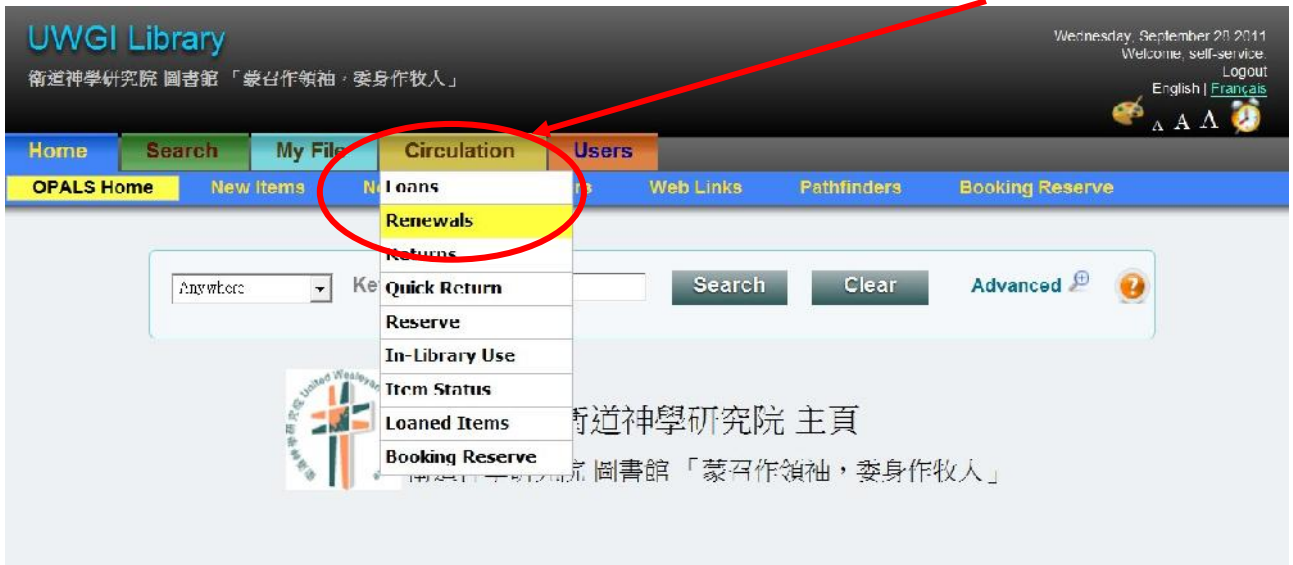 UWGI Library
衛道神學研究院 圖書館 「蒙召作領袖，委身作牧人」
Wednesday, September 28 2011
Welcome, self-service.
Logout
English | Français
A A A
Home Search My File Circulation Users
OPALS Home New Items Web Links Pathfinders Booking Reserve
Loans
Renewals
Returns
Quick Return
Reserve
In-Library Use
Item Status
Loaned Items
Booking Reserve
Anywhere Ke Search Clear Advanced
United Wesleyan
道神學研究院 主頁
圖書館 「蒙召作領袖，委身作牧人」